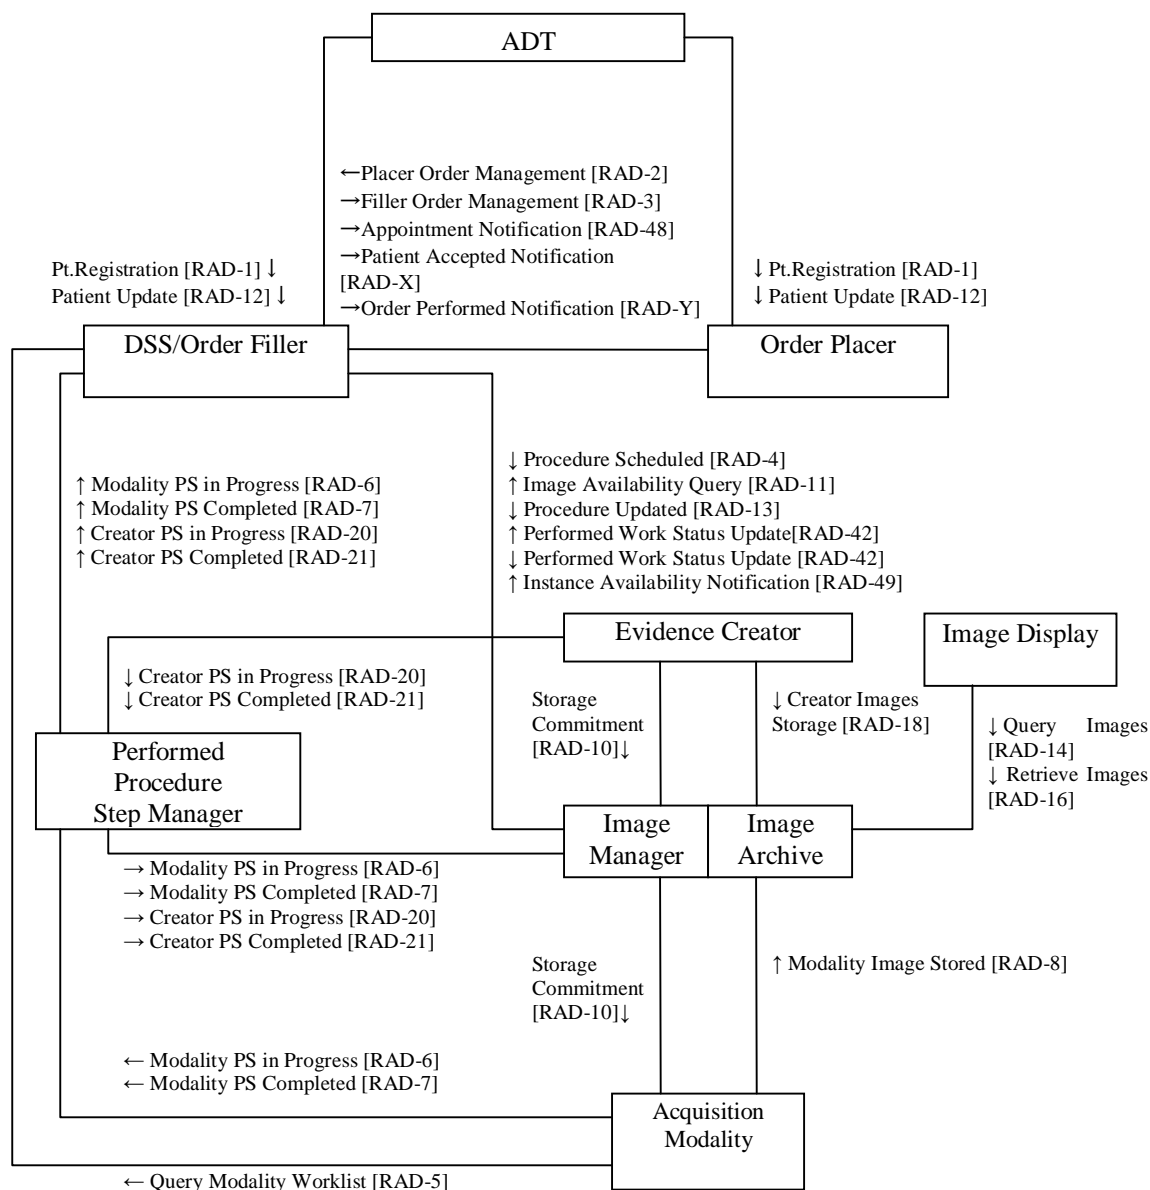 ADT
←Placer Order Management [RAD-2]
→Filler Order Management [RAD-3]
→Appointment Notification [RAD-48]
→Patient Accepted Notification
[RAD-X]
→Order Performed Notification [RAD-Y]
Pt.Registration [RAD-1] ↓
Patient Update [RAD-12] ↓
↓ Pt.Registration [RAD-1]
↓ Patient Update [RAD-12]
DSS/Order Filler
Order Placer
↑ Modality PS in Progress [RAD-6]
↑ Modality PS Completed [RAD-7]
↑ Creator PS in Progress [RAD-20]
↑ Creator PS Completed [RAD-21]
↓ Procedure Scheduled [RAD-4]
↑ Image Availability Query [RAD-11]
↓ Procedure Updated [RAD-13]
↑ Performed Work Status Update[RAD-42]
↓ Performed Work Status Update [RAD-42]
↑ Instance Availability Notification [RAD-49]
Evidence Creator
Image Display
↓ Creator PS in Progress [RAD-20]
↓ Creator PS Completed [RAD-21]
Storage
Commitment
[RAD-10]↓
↓ Creator Images
Storage [RAD-18]
↓ Query Images
[RAD-14]
↓ Retrieve Images
[RAD-16]
Performed
Procedure
Step Manager
Image
Manager
Image
Archive
→ Modality PS in Progress [RAD-6]
→ Modality PS Completed [RAD-7]
→ Creator PS in Progress [RAD-20]
→ Creator PS Completed [RAD-21]
Storage
Commitment
[RAD-10]↓
↑ Modality Image Stored [RAD-8]
← Modality PS in Progress [RAD-6]
← Modality PS Completed [RAD-7]
Acquisition
Modality
← Query Modality Worklist [RAD-5]